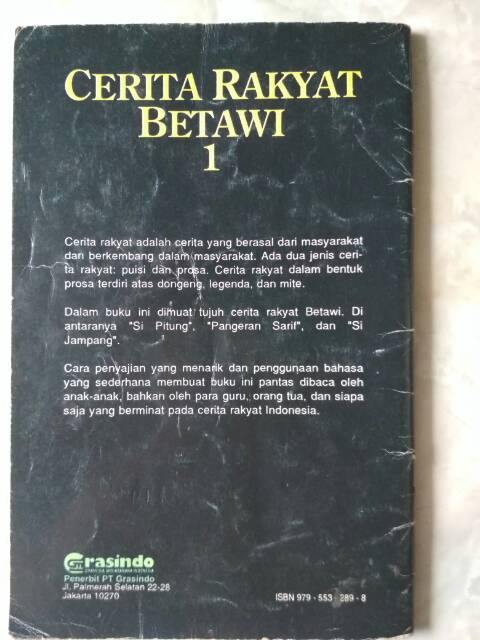 CERITA RAKYAT
BETAWI
1
Cerita rakyat adalah cerita yang berasal dari masyarakat
dan berkembang dalam masyarakat. Ada dua jenis ceri-
ta rakyat: puisi dan prosa. Cerita rakyat dalam bentuk
prosa terdiri atas dongeng, legenda, dan mite.
Dalam buku ini dimuat tujuh cerita rakyat Betawi. Di
antaranya "Si Pitung", "Pangeran Sarif", dan "Si
Jampang".
Cara penyajian yang menarik dan penggunaan bahasa
yang sederhana membuat buku ini pantas dibaca oleh
anak-anak, bahkan oleh para guru, orang tua, dan siapa
saja yang berminat pada cerita rakyat Indonesia.
Grasindo
Penerbit PT Grasindo
Jl. Palmerah Selatan 22-28
Jakarta 10270
ISBN 979 - 553 - 289 - 8